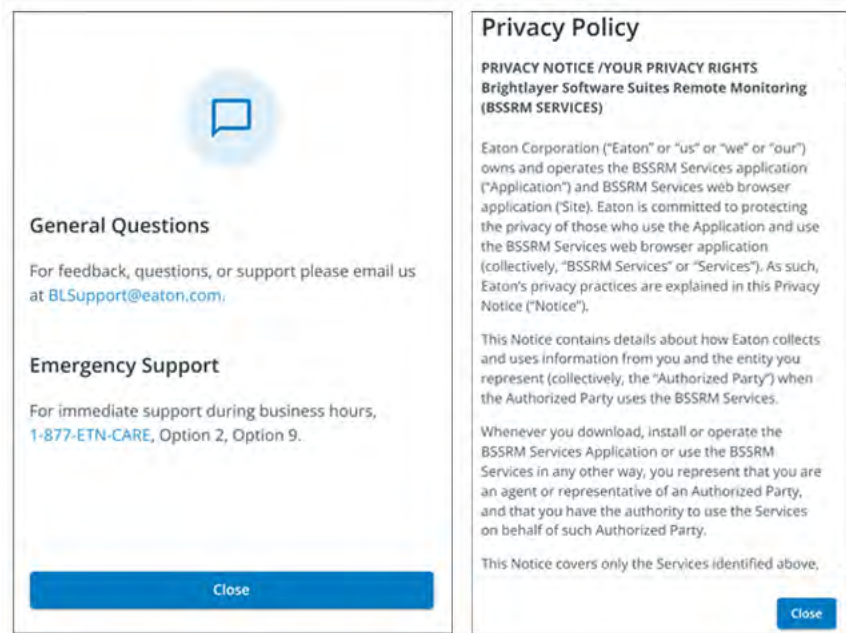 General Questions
For feedback, questions, or support please email us
at BLSupport@eaton.com.
Emergency Support
For immediate support during business hours,
1-877-ETN-CARE, Option 2, Option 9.
Close
Privacy Policy
PRIVACY NOTICE /YOUR PRIVACY RIGHTS
Brightlayer Software Suites Remote Monitoring
(BSSRM SERVICES)
Eaton Corporation (“Eaton” or “us” or “we” or “our”)
owns and operates the BSSRM Services application
(“Application”) and BSSRM Services web browser
application (‘Site). Eaton is committed to protecting
the privacy of those who use the Application and use
the BSSRM Services web browser application
(collectively, “BSSRM Services” or “Services”). As such,
Eaton’s privacy practices are explained in this Privacy
Notice (“Notice”).
This Notice contains details about how Eaton collects
and uses information from you and the entity you
represent (collectively, the “Authorized Party”) when
the Authorized Party uses the BSSRM Services.
Whenever you download, install or operate the
BSSRM Services Application or use the BSSRM
Services in any other way, you represent that you are
an agent or representative of an Authorized Party,
and that you have the authority to use the Services
on behalf of such Authorized Party.
This Notice covers only the Services identified above,
Close